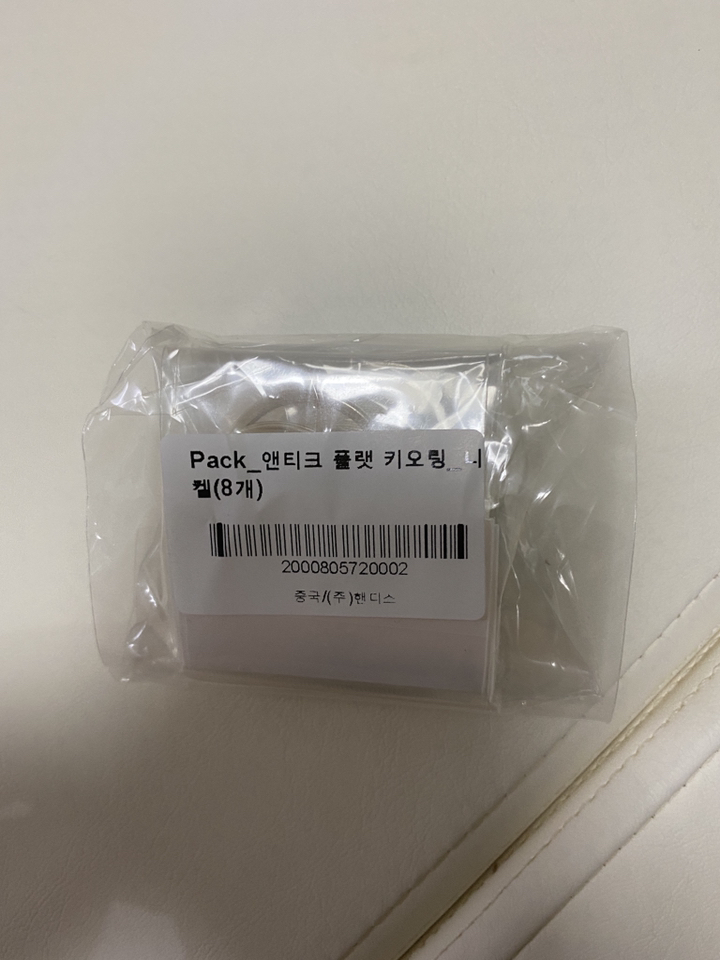 Pack_앤티크 플랫 키오링_니
켈(8개)
2000805720002
중국/(주)핸디스